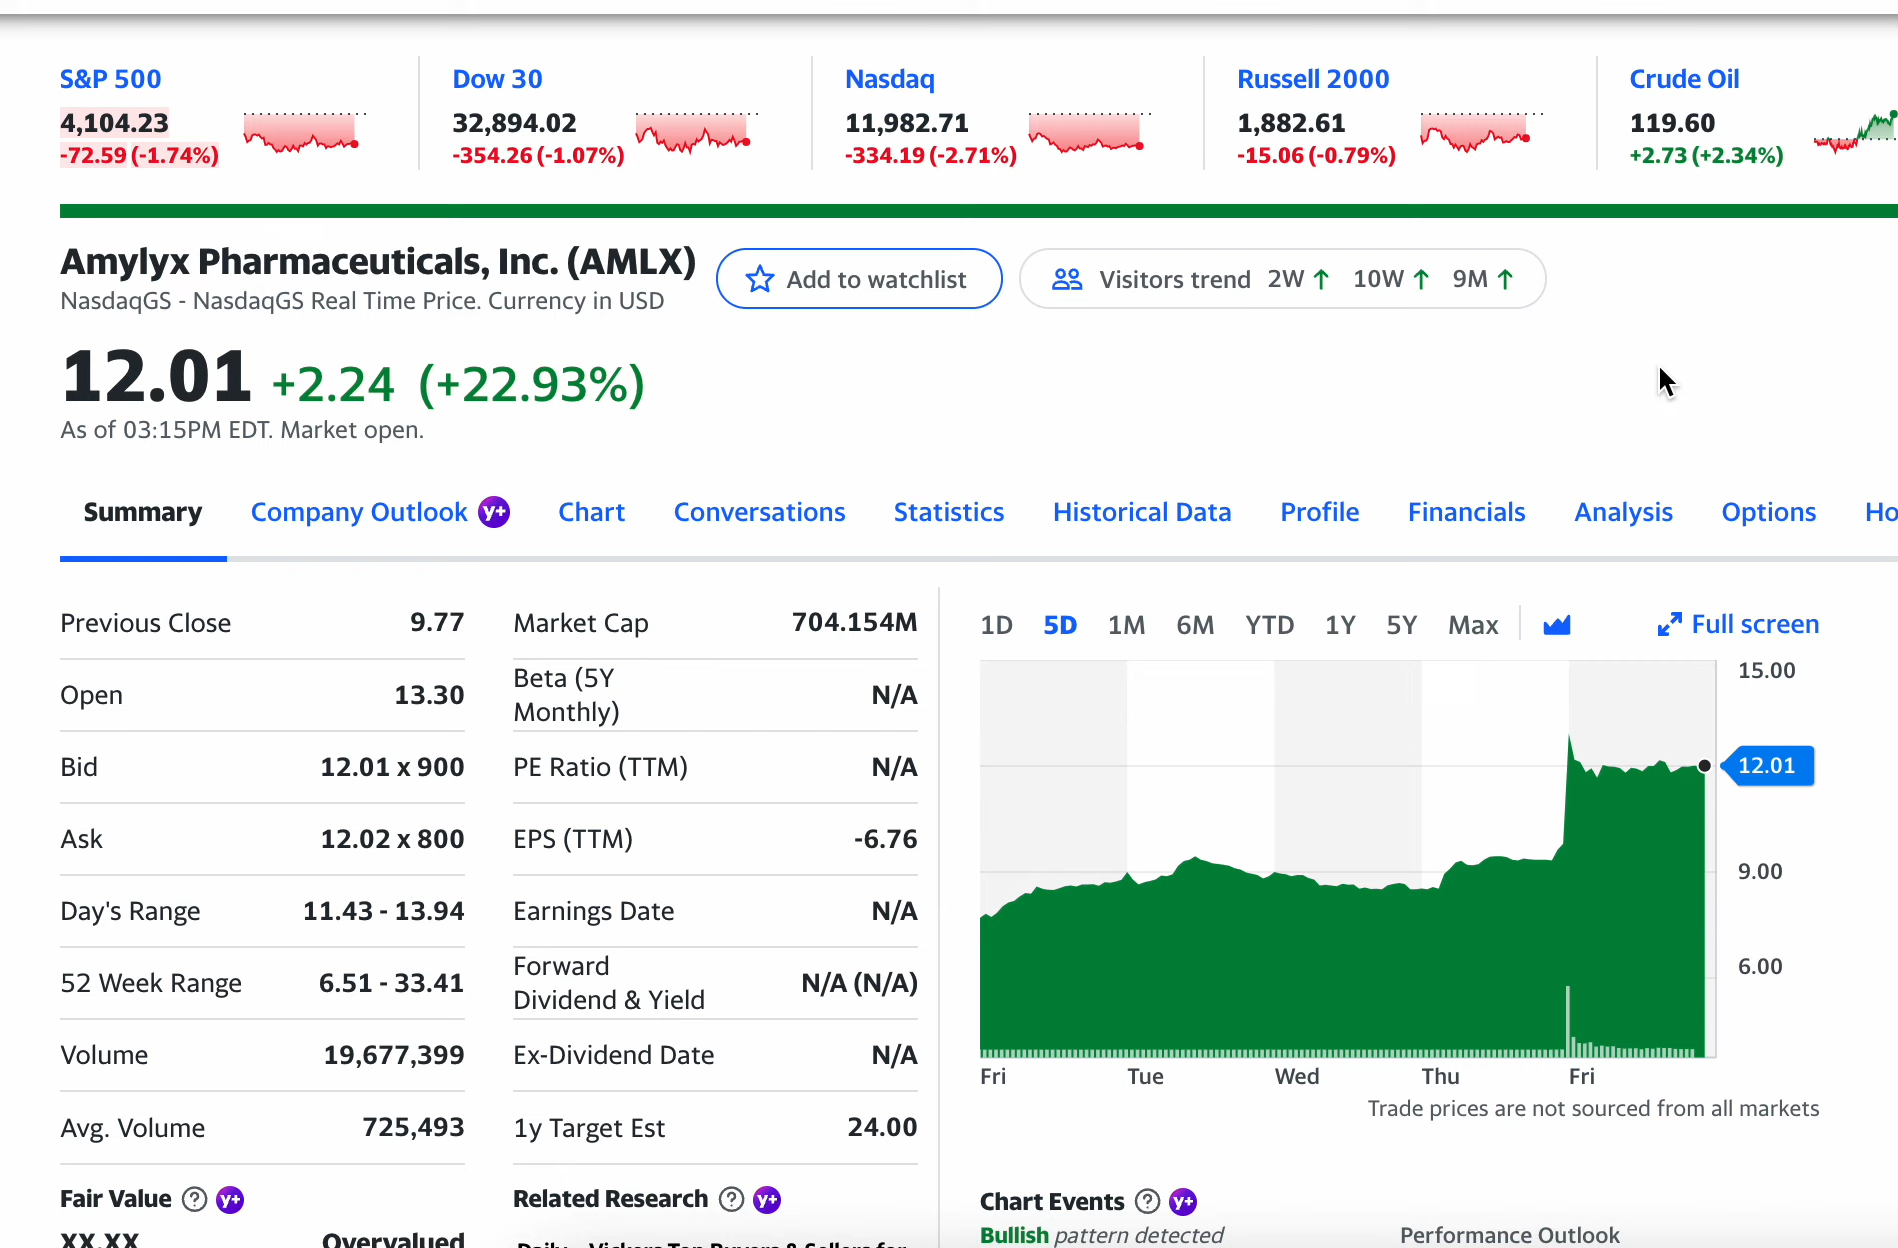 S&P 500
4,104.23
-72.59 (-1.74%)
Dow 30
32,894.02
-354.26 (-1.07%)
Nasdaq
11,982.71
-334.19 (-2.71%)
Russell 2000
1,882.61
-15.06 (-0.79%)
Crude Oil
119.60
+2.73 (+2.34%)
Amylyx Pharmaceuticals, Inc. (AMLX)
NasdaqGS - NasdaqGS Real Time Price. Currency in USD
Add to watchlist
Visitors trend 2W↑ 10W↑ 9M↑
12.01 +2.24 (+22.93%)
As of 03:15PM EDT. Market open.
Summary Company Outlook y+ Chart Conversations Statistics Historical Data Profile Financials Analysis Options Ho
Previous Close 9.77
Open 13.30
Bid 12.01 x 900
Ask 12.02 x 800
Day's Range 11.43 - 13.94
52 Week Range 6.51 - 33.41
Volume 19,677,399
Avg. Volume 725,493
Market Cap 704.154M
Beta (5Y
Monthly) N/A
PE Ratio (TTM) N/A
EPS (TTM) -6.76
Earnings Date N/A
Forward
Dividend & Yield N/A (N/A)
Ex-Dividend Date N/A
1y Target Est 24.00
1D 5D 1M 6M YTD 1Y 5Y Max Full screen
15.00
12.01
9.00
6.00
Fri Tue Wed Thu Fri
Trade prices are not sourced from all markets
Fair Value ? y+
XX.XX Overvalued
Related Research ? y+
Daily – Vickers Top Buyers & Sellers for
Chart Events ? y+
Bullish pattern detected
Performance Outlook